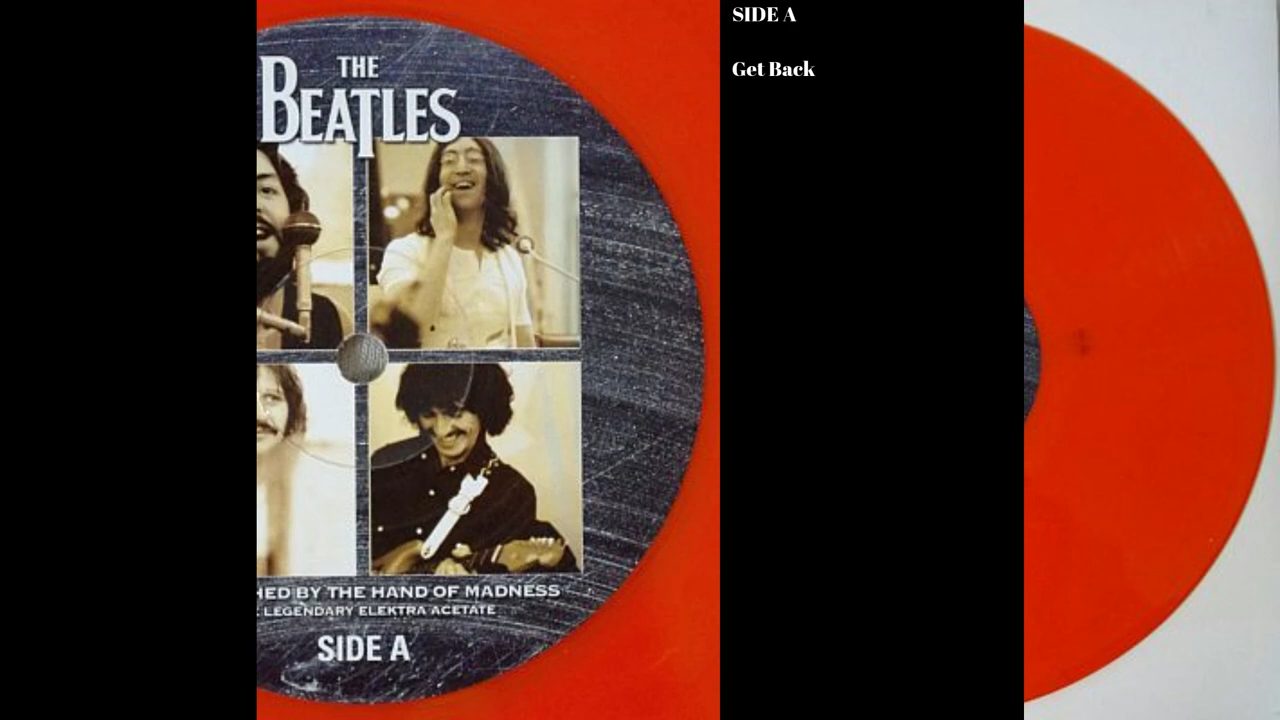 THE
BEATLES
HED BY THE HAND OF MADNESS
LEGENDARY ELEKTRA ACETATE
SIDE A
SIDE A
Get Back